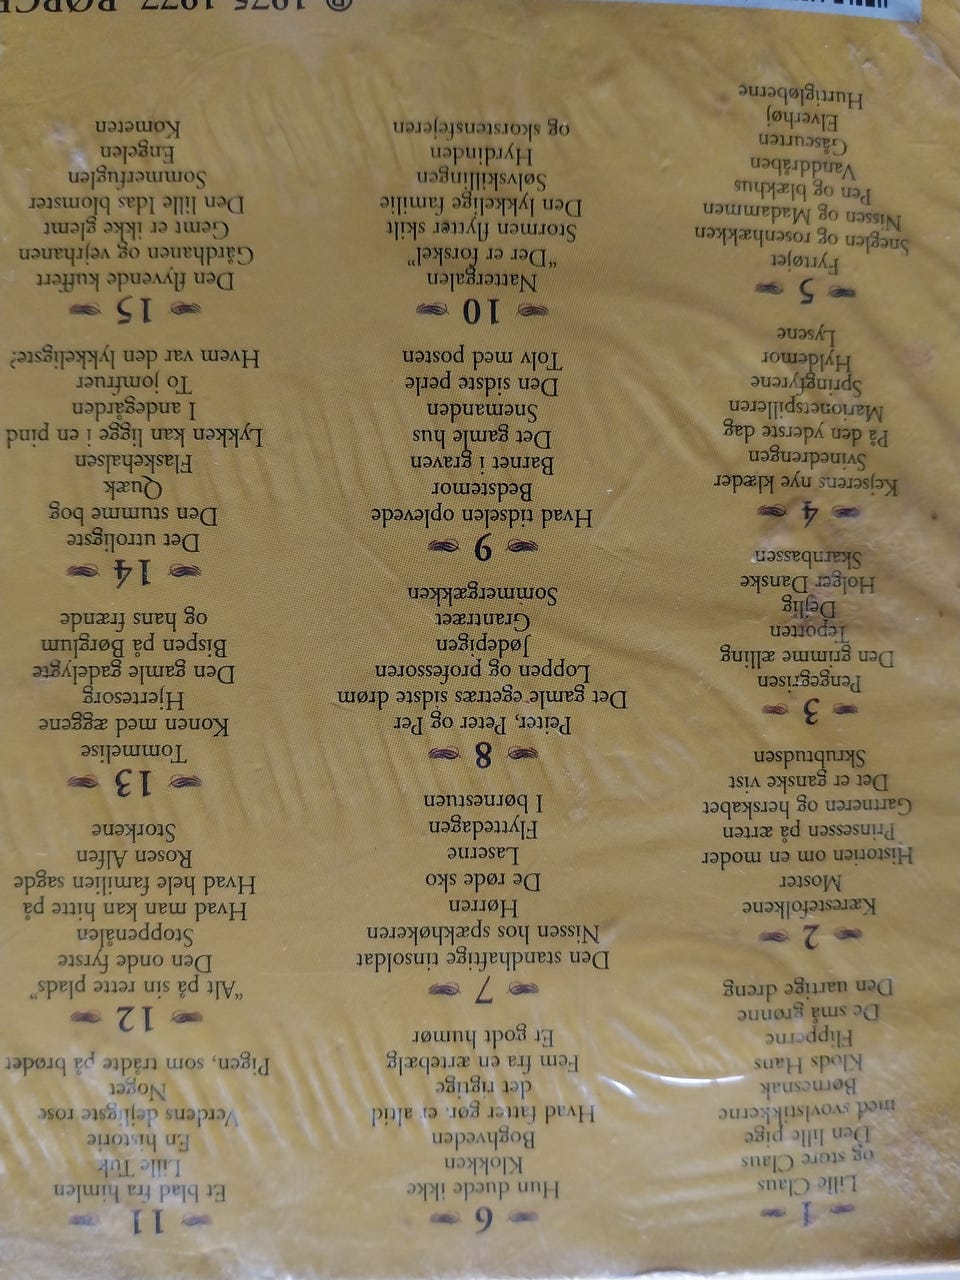 1
Lille Claus
og store Claus
Den lille pige
med svovlstikkerne
Børnesnak
Klods Hans
Flipperne
De små grønne
Den uartige dreng
2
Kærestefolkene
Moster
Historien om en moder
Prinsessen på ærten
Gartneren og herskabet
Det er ganske vist
Skrubtudsen
3
Pengegrisen
Den grimme ælling
Tepotten
Dejlig
Holger Danske
Skarnbassen
4
Kejserens nye klæder
Svinedrengen
På den yderste dag
Marionetspilleren
Springfyrene
Hyldemor
Lysene
5
Fyrtøjet
Sneglen og rosenhækken
Nissen og Madammen
Pen og blækhus
Vanddråben
Gåseurten
Elverhøj
Hurtigløberne
6
Hun duede ikke
Klokken
Boghveden
Hvad fatter gør, er altid
det rigtige
Fem fra en ærtebælg
Et godt humør
7
Den standhaftige tinsoldat
Nissen hos spækhøkeren
Hørren
De røde sko
Laserne
Flyttedagen
I børnestuen
8
Peiter, Peter og Per
Det gamle egetræs sidste drøm
Loppen og professoren
Jødepigen
Grantræet
Sommergækken
9
Hvad tidselen oplevede
Bedstemor
Barnet i graven
Det gamle hus
Snemanden
Den sidste perle
Tolv med posten
10
Nattergalen
"Der er forskel"
Stormen flytter skilt
Den lykkelige familie
Sølvskillingen
Hyrdinden
og skorstensfejeren
11
Et blad fra himlen
Lille Tuk
En historie
Verdens dejligste rose
Noget
Pigen, som trådte på brødet
12
"Alt på sin rette plads"
Den onde fyrste
Stoppenålen
Hvad man kan hitte på
Hvad hele familien sagde
Rosen Alfen
Storkene
13
Tommelise
Konen med æggene
Hjertesorg
Den gamle gadelygte
Bispen på Børglum
og hans frænde
14
Det utroligste
Den stumme bog
Quæk
Flaskehalsen
Lykken kan ligge i en pind
I andegården
To jomfruer
Hvem var den lykkeligste?
15
Den flyvende kuffert
Gårdhanen og vejrhanen
Gemt er ikke glemt
Den lille Idas blomster
Sommerfuglen
Engelen
Kometen
℗ 1975, 1977